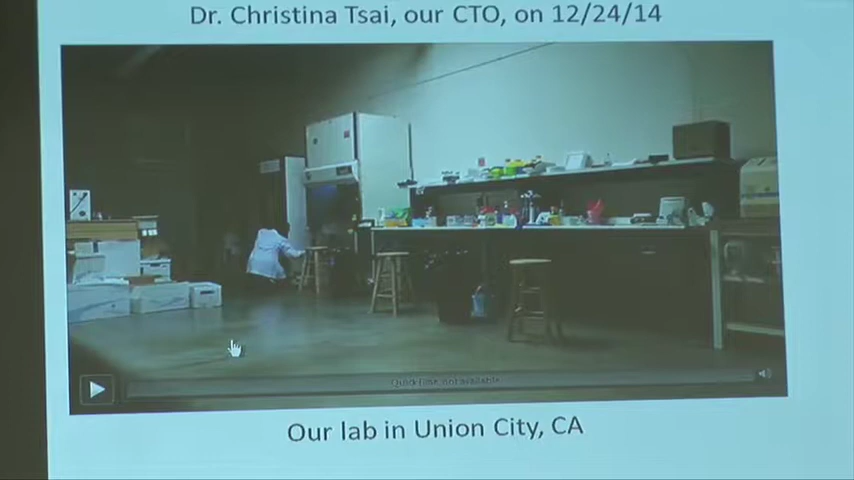 Dr. Christina Tsai, our CTO, on 12/24/14
Our lab in Union City, CA